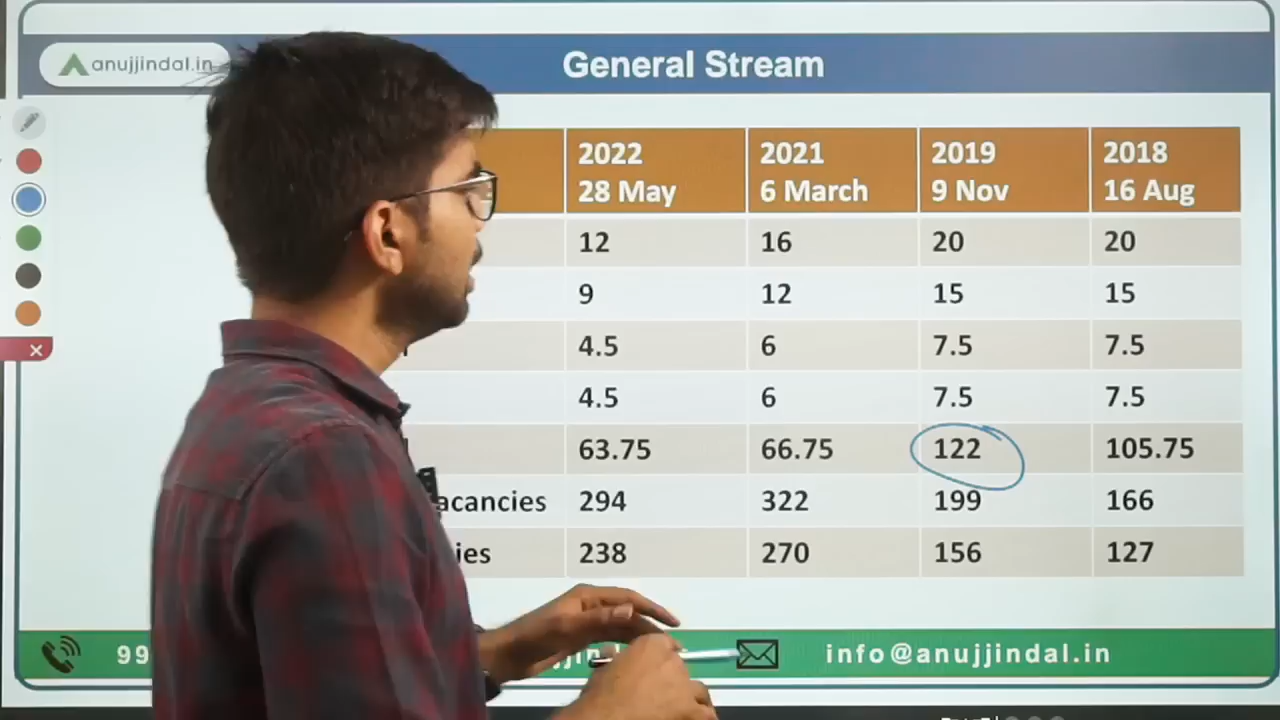 anujjindal.in
General Stream
2022 2021 2019 2018
28 May 6 March 9 Nov 16 Aug
12 16 20 20
9 12 15 15
4.5 6 7.5 7.5
4.5 6 7.5 7.5
63.75 66.75 122 105.75
acancies 294 322 199 166
ies 238 270 156 127
99 info@anujjindal.in